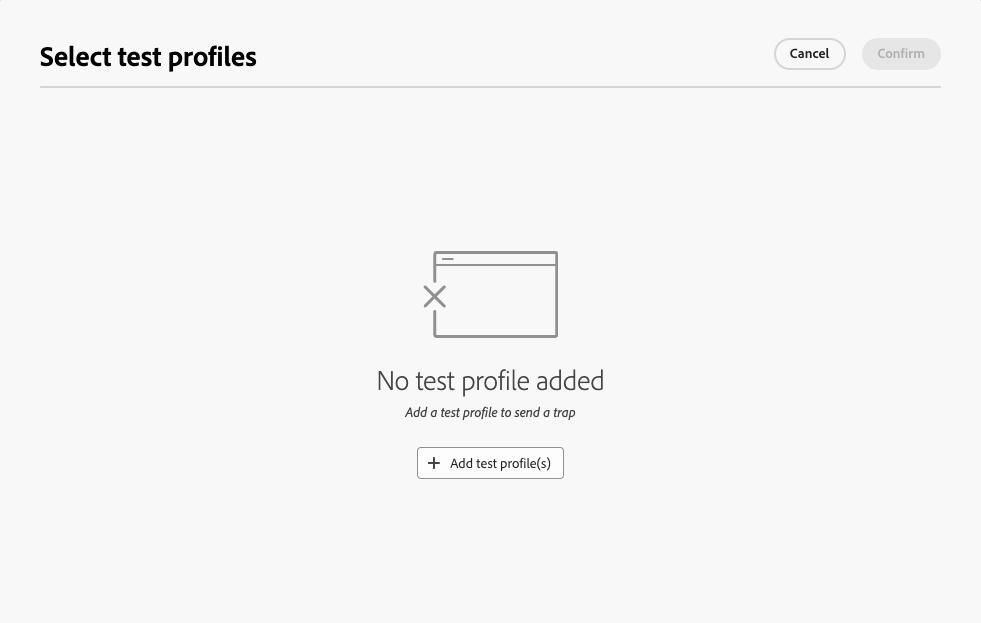 Select test profiles
Cancel
Confirm
No test profile added
Add a test profile to send a trap
Add test profile(s)